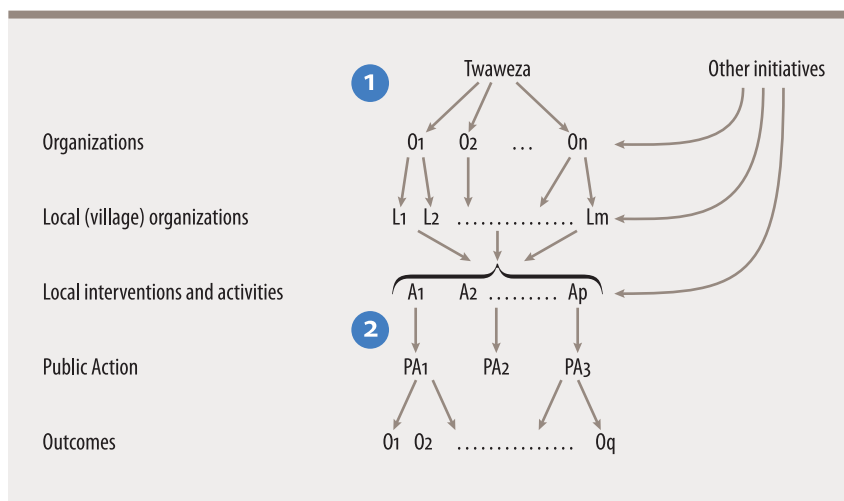 1 Twaweza Other initiatives
Organizations O1 O2 ... On
Local (village) organizations L1 L2 .............. Lm
Local interventions and activities A1 A2 ......... Ap
2
Public Action PA1 PA2 PA3
Outcomes O1 O2 ............... Oq